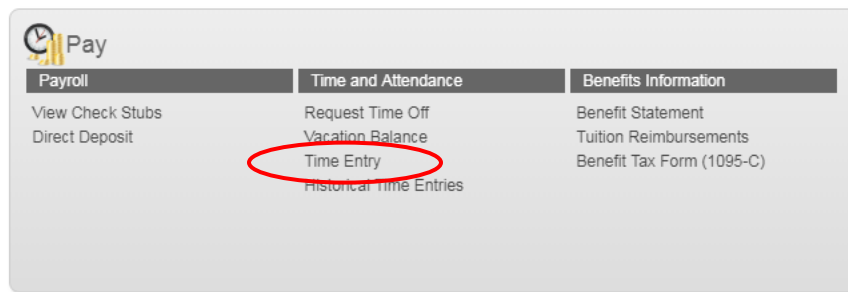 Pay
Payroll
View Check Stubs
Direct Deposit
Time and Attendance
Request Time Off
Vacation Balance
Time Entry
Historical Time Entries
Benefits Information
Benefit Statement
Tuition Reimbursements
Benefit Tax Form (1095-C)